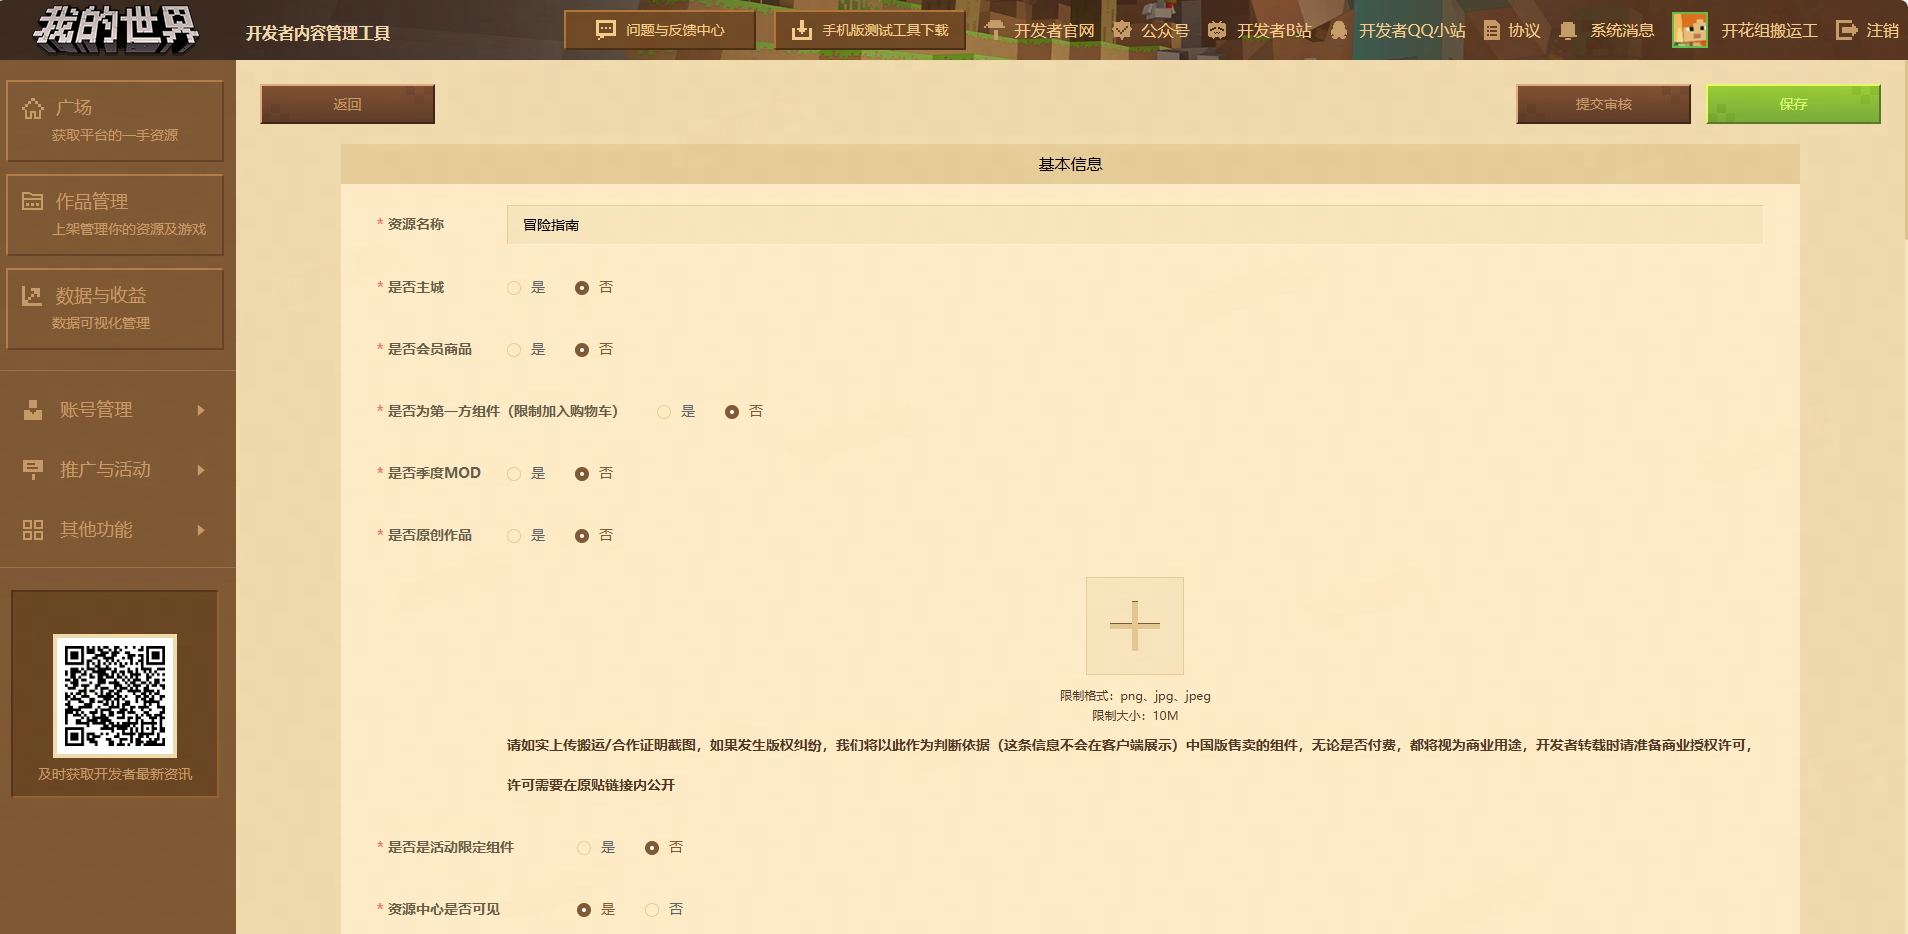 我的世界
开发者内容管理工具
问题与反馈中心
手机版测试工具下载
开发者官网
公众号
开发者B站
开发者QQ小站
协议
系统消息
开花组搬运工
注销
广场
获取平台的一手资源
作品管理
上架管理你的资源及游戏
数据与收益
数据可视化管理
账号管理
推广与活动
其他功能
及时获取开发者最新资讯
返回
提交审核
保存
基本信息
* 资源名称 冒险指南
* 是否主城 是 否
* 是否会员商品 是 否
* 是否为第一方组件（限制加入购物车） 是 否
* 是否季度MOD 是 否
* 是否原创作品 是 否
限制格式：png、jpg、jpeg
限制大小：10M
请如实上传搬运/合作证明截图，如果发生版权纠纷，我们将以此作为判断依据（这条信息不会在客户端展示）中国版售卖的组件，无论是否付费，都将视为商业用途，开发者转载时请准备商业授权许可，
许可需要在原贴链接内公开
* 是否是活动限定组件 是 否
* 资源中心是否可见 是 否